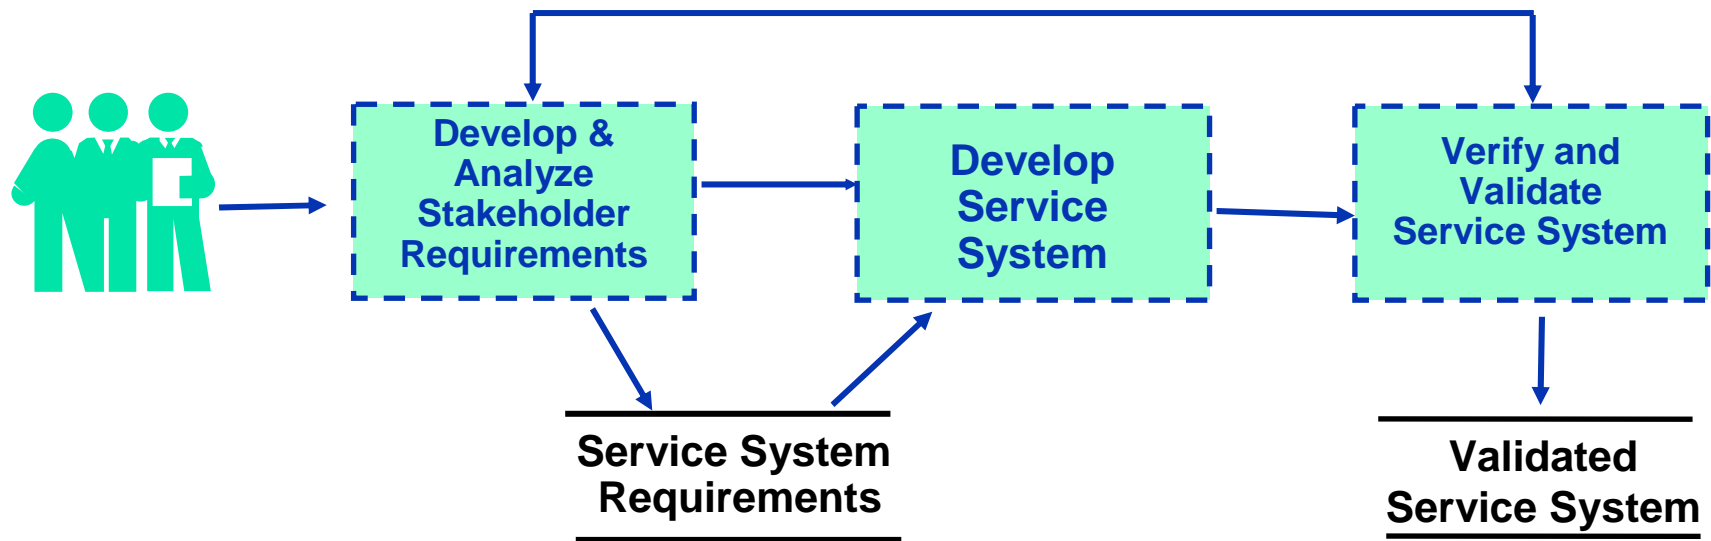 Develop &
Analyze
Stakeholder
Requirements
Develop
Service
System
Verify and
Validate
Service System
Service System
Requirements
Validated
Service System